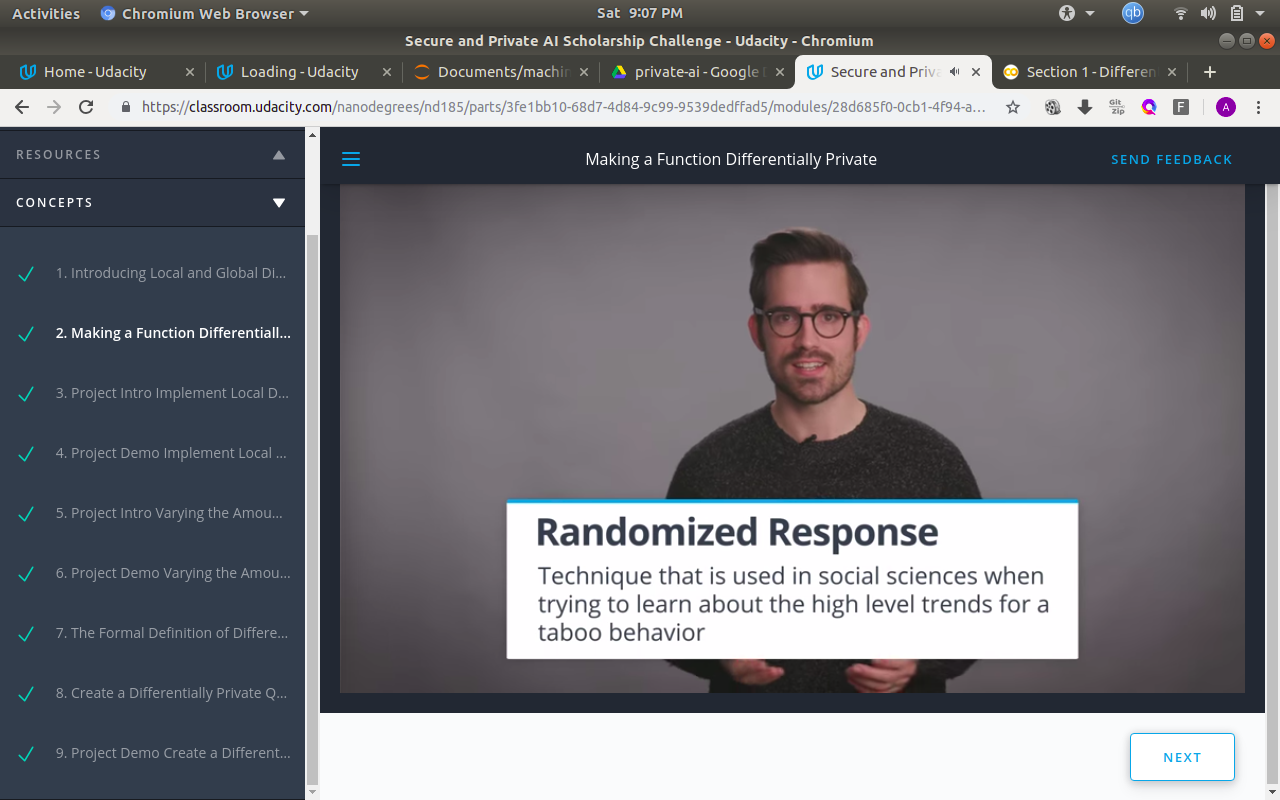 Activities
Chromium Web Browser
Sat 9:07 PM
qb
Secure and Private AI Scholarship Challenge - Udacity - Chromium
Home - Udacity
Loading - Udacity
Documents/machin
private-ai - Google D
Secure and Priva
Section 1 - Differen
https://classroom.udacity.com/nanodegrees/nd185/parts/3fe1bb10-68d7-4d84-9c99-9539dedffad5/modules/28d685f0-0cb1-4f94-a...
Git
Zip
F
A
RESOURCES
CONCEPTS
1. Introducing Local and Global Di...
2. Making a Function Differentiall...
3. Project Intro Implement Local D...
4. Project Demo Implement Local ...
5. Project Intro Varying the Amou...
6. Project Demo Varying the Amou...
7. The Formal Definition of Differe...
8. Create a Differentially Private Q...
9. Project Demo Create a Different...
Making a Function Differentially Private
SEND FEEDBACK
Randomized Response
Technique that is used in social sciences when
trying to learn about the high level trends for a
taboo behavior
NEXT